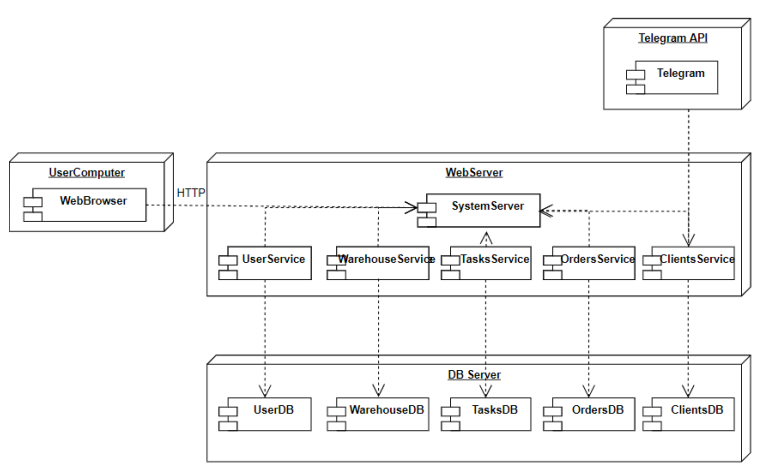 Telegram API
Telegram
UserComputer
WebBrowser
HTTP
WebServer
SystemServer
UserService
WarehouseService
TasksService
OrdersService
ClientsService
DB Server
UserDB
WarehouseDB
TasksDB
OrdersDB
ClientsDB